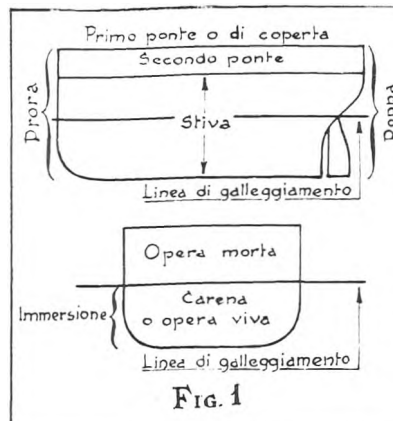 Primo ponte o di coperta
Secondo ponte
Prora
Stiva
Poppa
Linea di galleggiamento
Opera morta
Immersione
Carena
o opera viva
Linea di galleggiamento
FIG. 1